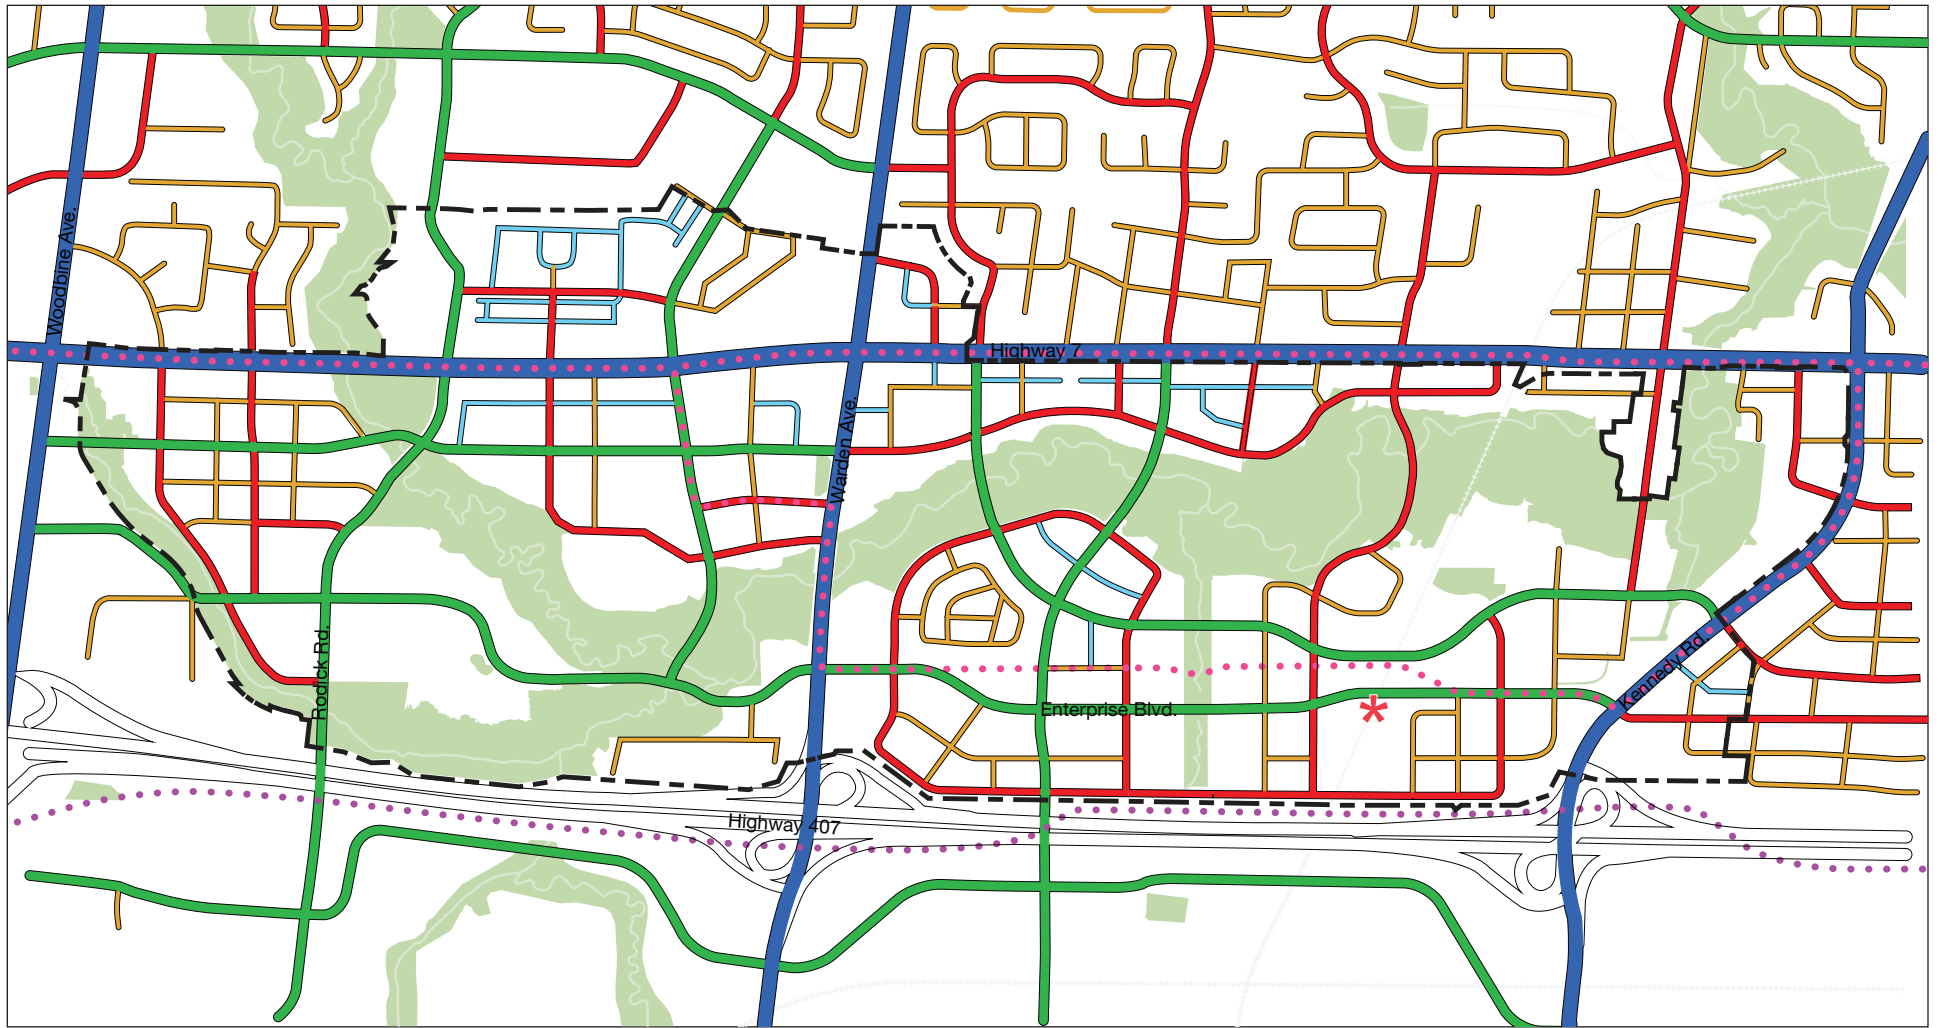 Woodbine Ave.
Highway 7
Warden Ave.
Rodick Rd.
Kennedy Rd.
Enterprise Blvd.
*
Highway 407